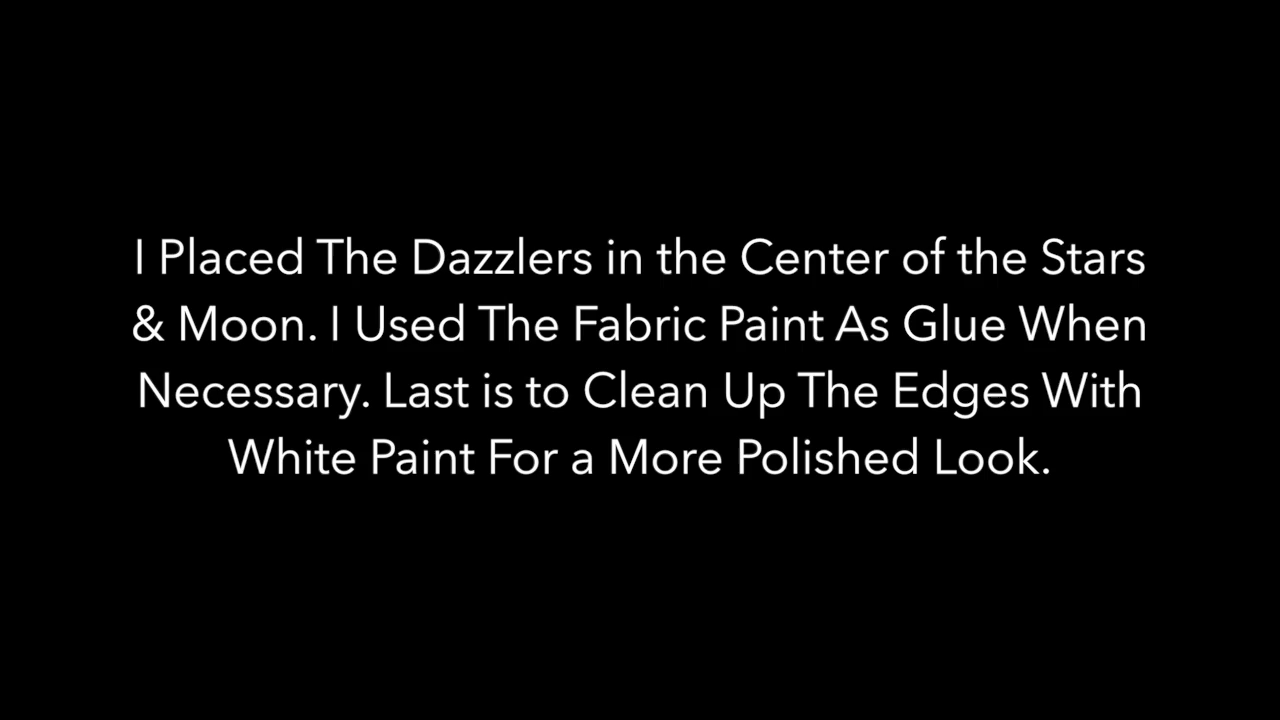 I Placed The Dazzlers in the Center of the Stars
& Moon. I Used The Fabric Paint As Glue When
Necessary. Last is to Clean Up The Edges With
White Paint For a More Polished Look.